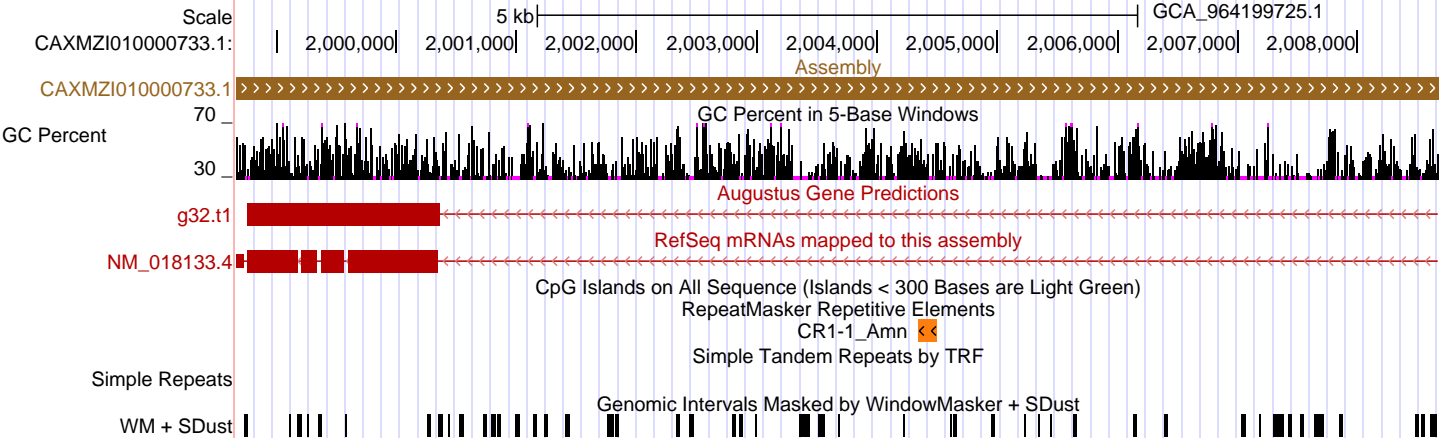 Scale 5 kb GCA_964199725.1
CAXMZI010000733.1: 2,000,000 2,001,000 2,002,000 2,003,000 2,004,000 2,005,000 2,006,000 2,007,000 2,008,000
Assembly
CAXMZI010000733.1
GC Percent in 5-Base Windows
70 _
GC Percent
30 _
Augustus Gene Predictions
g32.t1
RefSeq mRNAs mapped to this assembly
NM_018133.4
CpG Islands on All Sequence (Islands < 300 Bases are Light Green)
RepeatMasker Repetitive Elements
CR1-1_Amn
Simple Tandem Repeats by TRF
Simple Repeats
Genomic Intervals Masked by WindowMasker + SDust
WM + SDust